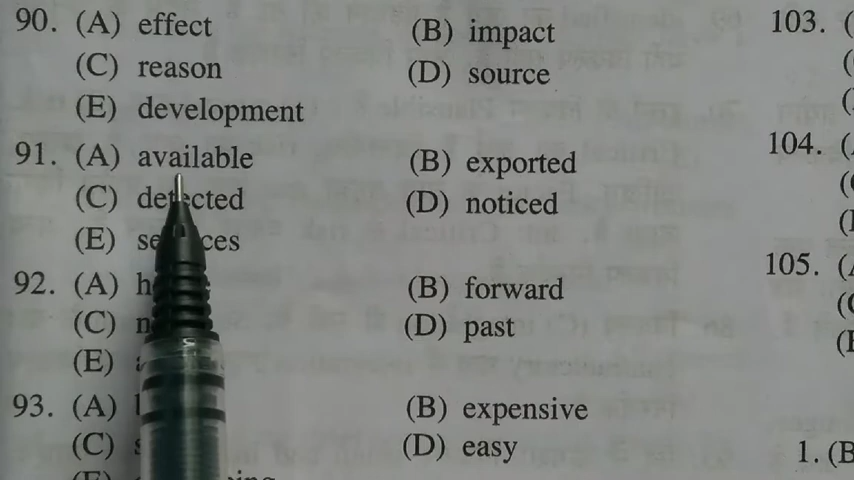 90. (A) effect (B) impact
(C) reason (D) source
(E) development
91. (A) available (B) exported
(C) detected (D) noticed
(E)
92. (A) (B) forward
(C) (D) past
(E)
93. (A) (B) expensive
(C) (D) easy
(E)
103. (
(
(
104. (
(
(
105. (
(
(
1. (B